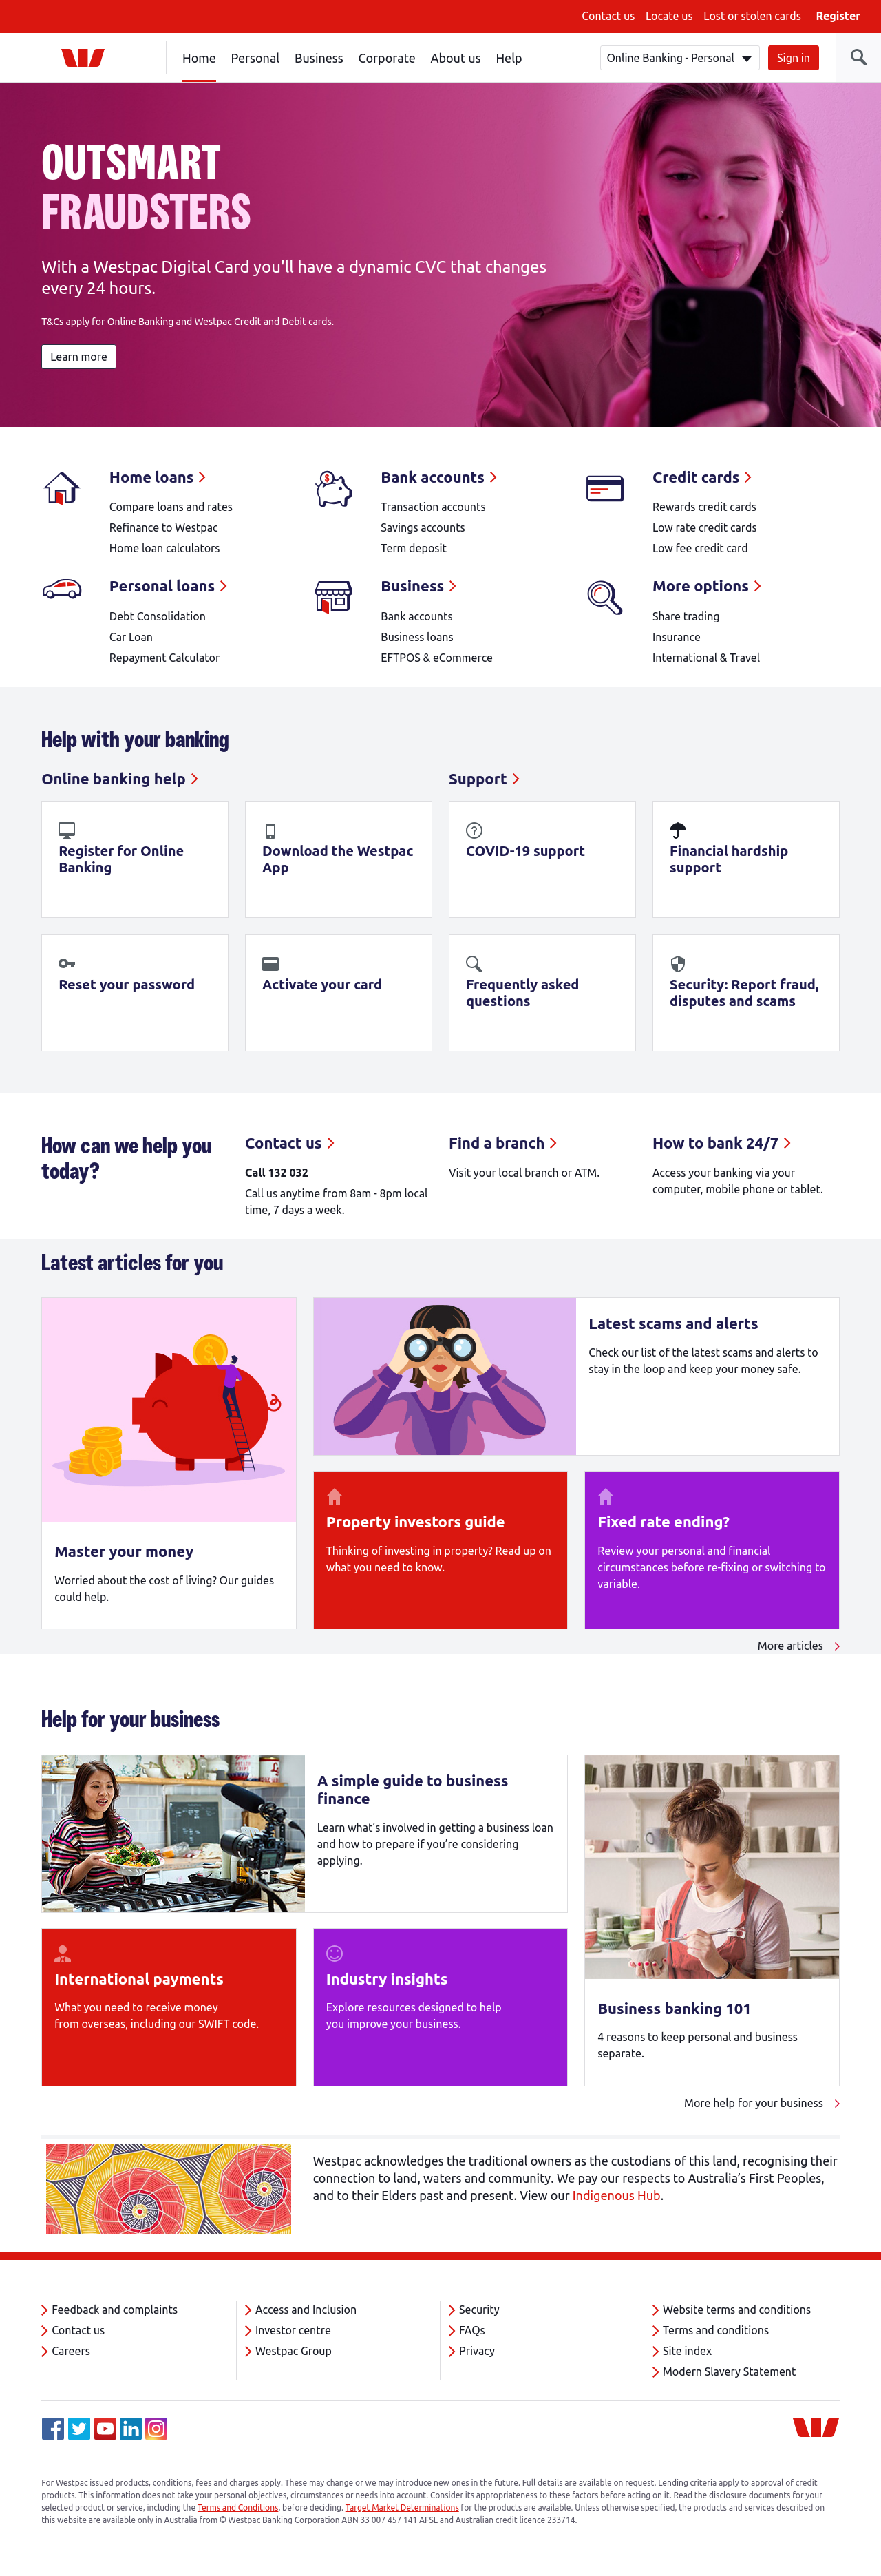 Contact us Locate us Lost or stolen cards Register
Home Personal Business Corporate About us Help Online Banking - Personal Sign in
OUTSMART
FRAUDSTERS
With a Westpac Digital Card you'll have a dynamic CVC that changes
every 24 hours.
T&Cs apply for Online Banking and Westpac Credit and Debit cards.
Learn more
Home loans
Compare loans and rates
Refinance to Westpac
Home loan calculators
Bank accounts
Transaction accounts
Savings accounts
Term deposit
Credit cards
Rewards credit cards
Low rate credit cards
Low fee credit card
Personal loans
Debt Consolidation
Car Loan
Repayment Calculator
Business
Bank accounts
Business loans
EFTPOS & eCommerce
More options
Share trading
Insurance
International & Travel
Help with your banking
Online banking help
Support
Register for Online
Banking
Download the Westpac
App
COVID-19 support
Financial hardship
support
Reset your password
Activate your card
Frequently asked
questions
Security: Report fraud,
disputes and scams
How can we help you
today?
Contact us
Call 132 032
Call us anytime from 8am - 8pm local
time, 7 days a week.
Find a branch
Visit your local branch or ATM.
How to bank 24/7
Access your banking via your
computer, mobile phone or tablet.
Latest articles for you
Master your money
Worried about the cost of living? Our guides
could help.
Latest scams and alerts
Check our list of the latest scams and alerts to
stay in the loop and keep your money safe.
Property investors guide
Thinking of investing in property? Read up on
what you need to know.
Fixed rate ending?
Review your personal and financial
circumstances before re-fixing or switching to
variable.
More articles
Help for your business
A simple guide to business
finance
Learn what's involved in getting a business loan
and how to prepare if you're considering
applying.
International payments
What you need to receive money
from overseas, including our SWIFT code.
Industry insights
Explore resources designed to help
you improve your business.
Business banking 101
4 reasons to keep personal and business
separate.
More help for your business
Westpac acknowledges the traditional owners as the custodians of this land, recognising their
connection to land, waters and community. We pay our respects to Australia's First Peoples,
and to their Elders past and present. View our Indigenous Hub.
Feedback and complaints
Contact us
Careers
Access and Inclusion
Investor centre
Westpac Group
Security
FAQs
Privacy
Website terms and conditions
Terms and conditions
Site index
Modern Slavery Statement
For Westpac issued products, conditions, fees and charges apply. These may change or we may introduce new ones in the future. Full details are available on request. Lending criteria apply to approval of credit
products. This information does not take your personal objectives, circumstances or needs into account. Consider its appropriateness to these factors before acting on it. Read the disclosure documents for your
selected product or service, including the Terms and Conditions, before deciding. Target Market Determinations for the products are available. Unless otherwise specified, the products and services described on
this website are available only in Australia from © Westpac Banking Corporation ABN 33 007 457 141 AFSL and Australian credit licence 233714.